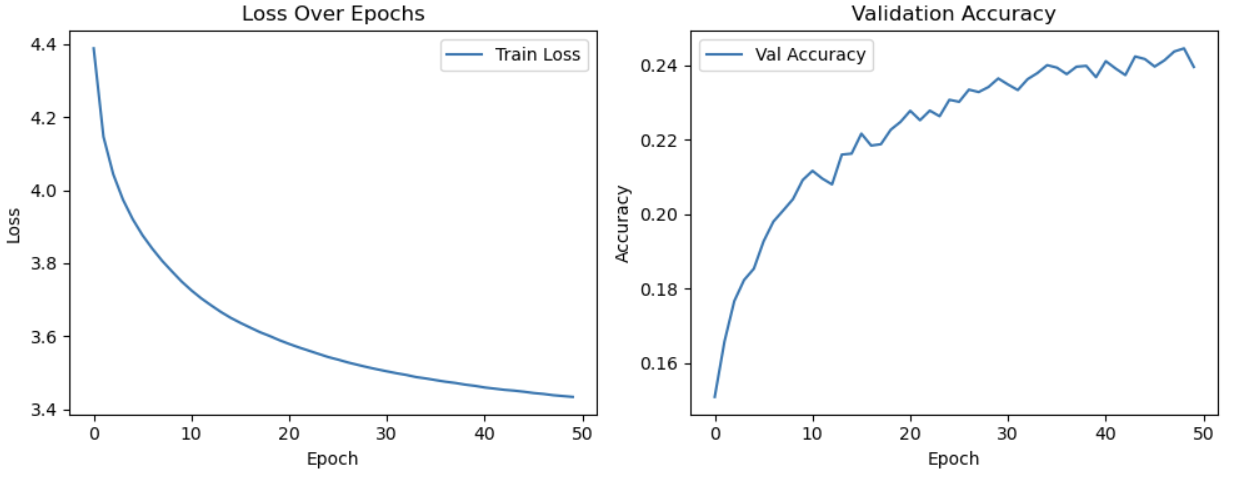 Loss Over Epochs
Train Loss
4.4
4.2
4.0
3.8
3.6
3.4
Loss
0 10 20 30 40 50
Epoch
Validation Accuracy
Val Accuracy
0.24
0.22
0.20
0.18
0.16
Accuracy
0 10 20 30 40 50
Epoch